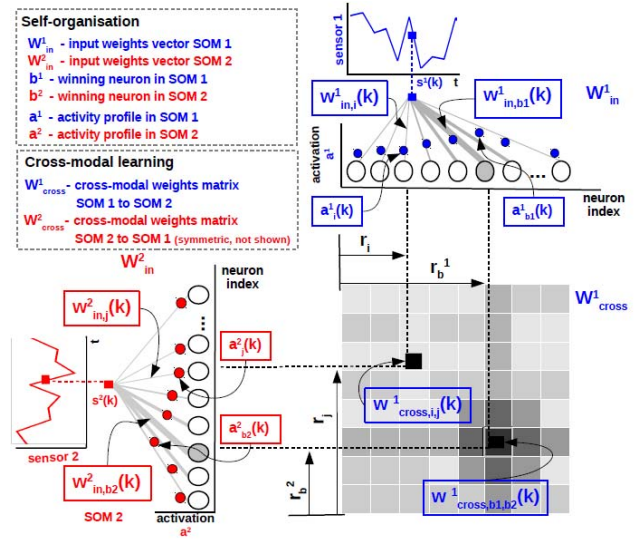 Self-organisation
W¹in - input weights vector SOM 1
W²in - input weights vector SOM 2
b¹ - winning neuron in SOM 1
b² - winning neuron in SOM 2
a¹ - activity profile in SOM 1
a² - activity profile in SOM 2
Cross-modal learning
W¹cross- cross-modal weights matrix
SOM 1 to SOM 2
W²cross - cross-modal weights matrix
SOM 2 to SOM 1 (symmetric, not shown)
sensor 1
t
s¹(k)
w¹in,i(k)
w¹in,b1(k)
W¹in
activation
a¹
...
a¹i(k)
a¹b1(k)
neuron
index
W²in
neuron
index
w²in,j(k)
t
...
a²j(k)
s²(k)
a²b2(k)
sensor 2
w²in,b2(k)
SOM 2
activation
a²
ri
rb¹
W¹cross
w¹cross,i,j(k)
rj
rb²
w¹cross,b1,b2(k)